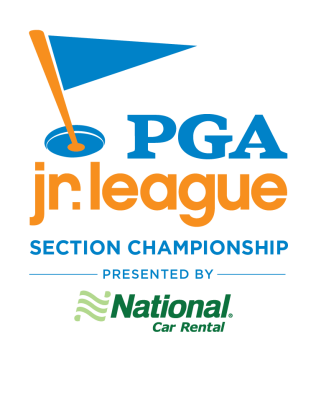 PGA
jr.league
SECTION CHAMPIONSHIP
PRESENTED BY
National®
Car Rental